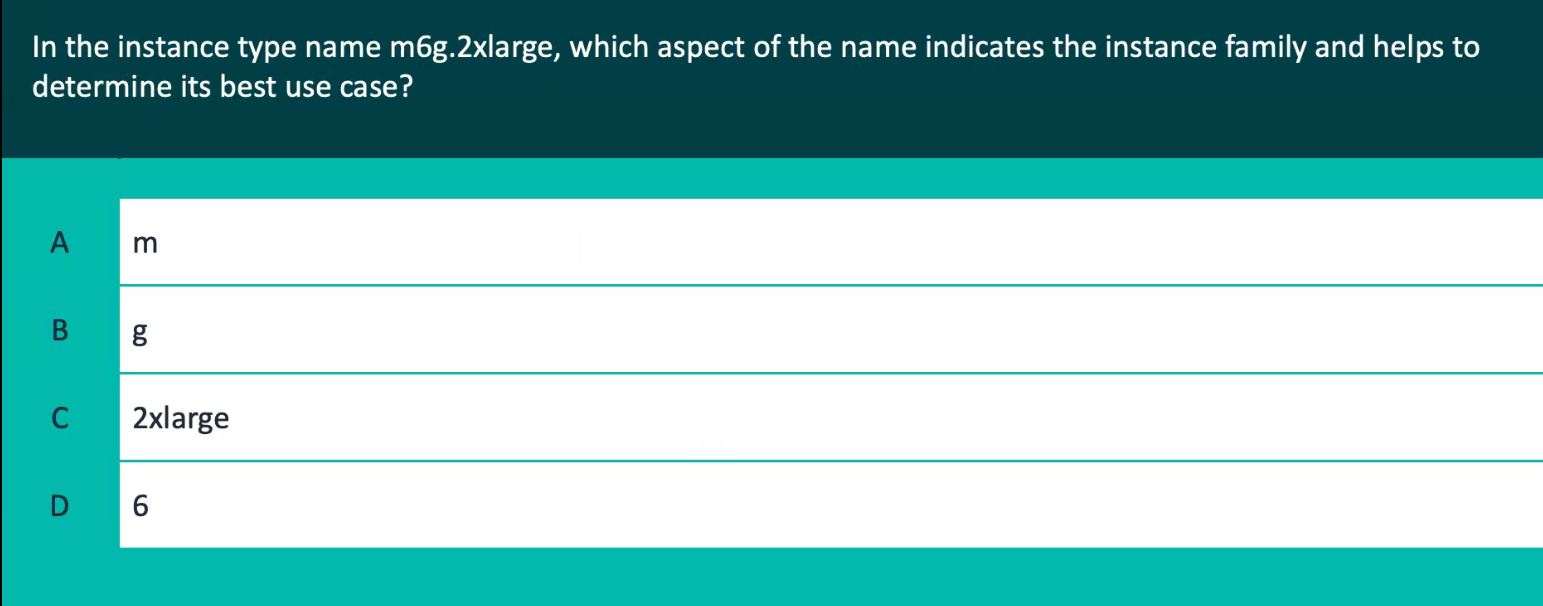 In the instance type name m6g.2xlarge, which aspect of the name indicates the instance family and helps to
determine its best use case?
A m
B g
C 2xlarge
D 6